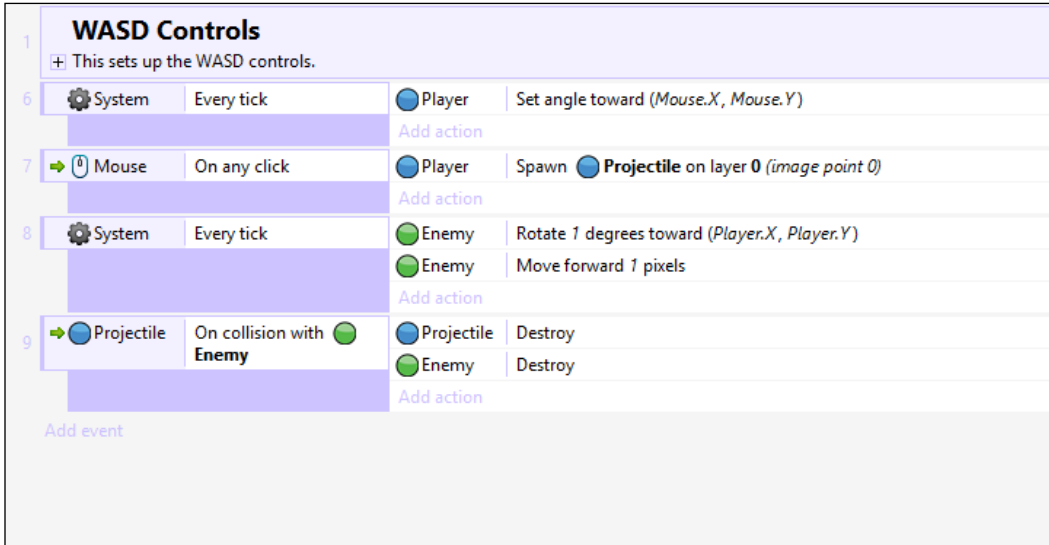 1 WASD Controls
This sets up the WASD controls.
6 System Every tick Player Set angle toward (Mouse.X, Mouse.Y)
Add action
7 Mouse On any click Player Spawn Projectile on layer 0 (image point 0)
Add action
8 System Every tick Enemy Rotate 1 degrees toward (Player.X, Player.Y)
Enemy Move forward 1 pixels
Add action
9 Projectile On collision with Projectile Destroy
Enemy Enemy Destroy
Add action
Add event